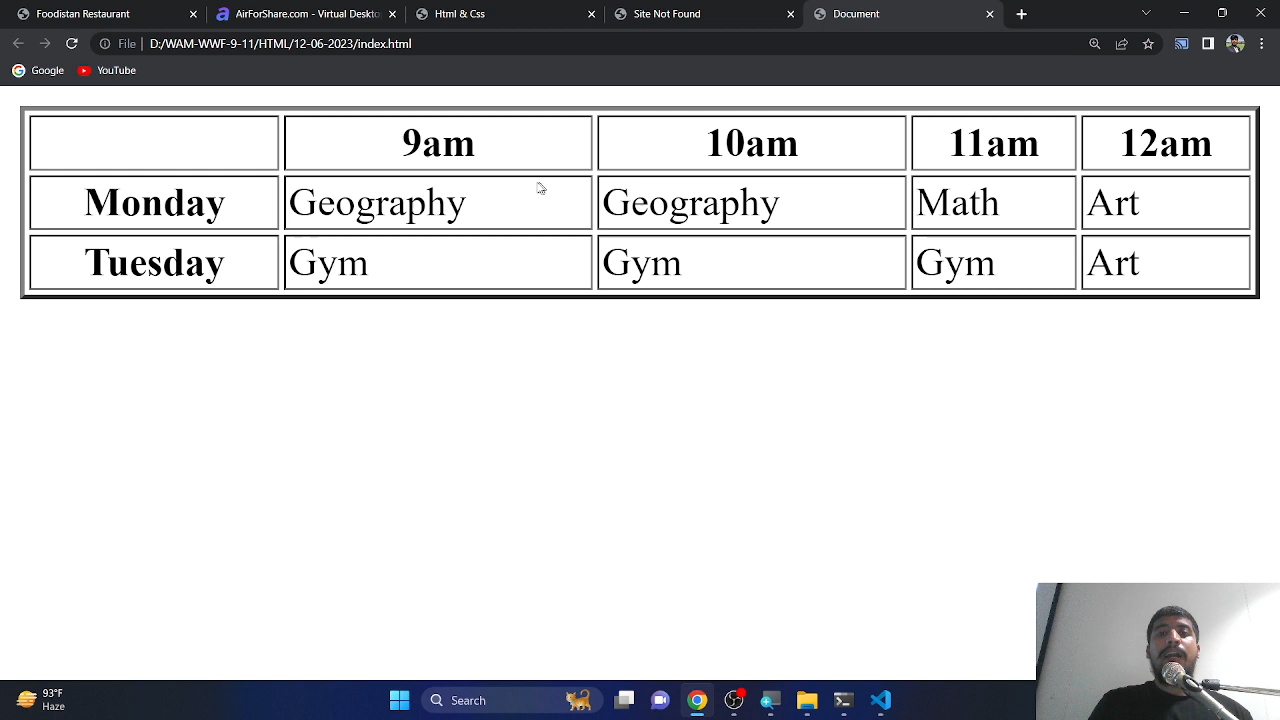 Foodistan Restaurant
AirForShare.com - Virtual Deskto
Html & Css
Site Not Found
Document
File
D:/WAM-WWF-9-11/HTML/12-06-2023/index.html
Google
YouTube
9am 10am 11am 12am
Monday Geography Geography Math Art
Tuesday Gym Gym Gym Art
93°F
Haze
Search